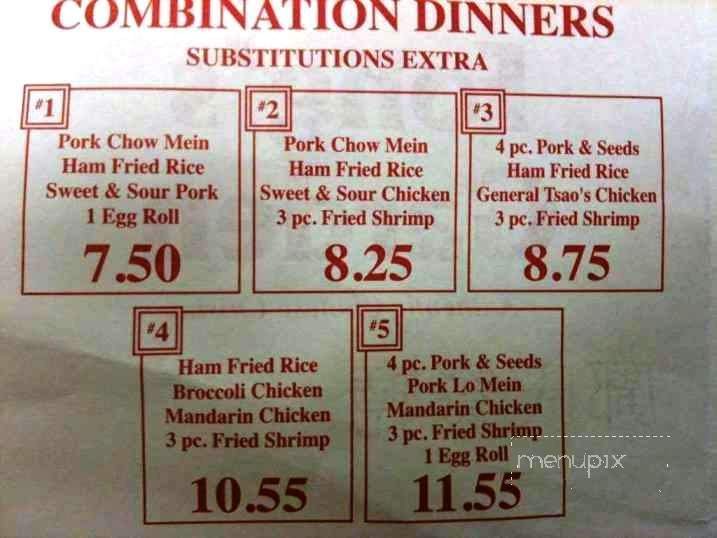 COMBINATION DINNERS
SUBSTITUTIONS EXTRA
#1
Pork Chow Mein
Ham Fried Rice
Sweet & Sour Pork
1 Egg Roll
7.50
#2
Pork Chow Mein
Ham Fried Rice
Sweet & Sour Chicken
3 pc. Fried Shrimp
8.25
#3
4 pc. Pork & Seeds
Ham Fried Rice
General Tsao's Chicken
3 pc. Fried Shrimp
8.75
#4
Ham Fried Rice
Broccoli Chicken
Mandarin Chicken
3 pc. Fried Shrimp
10.55
#5
4 pc. Pork & Seeds
Pork Lo Mein
Mandarin Chicken
3 pc. Fried Shrimp
1 Egg Roll
11.55
menupix